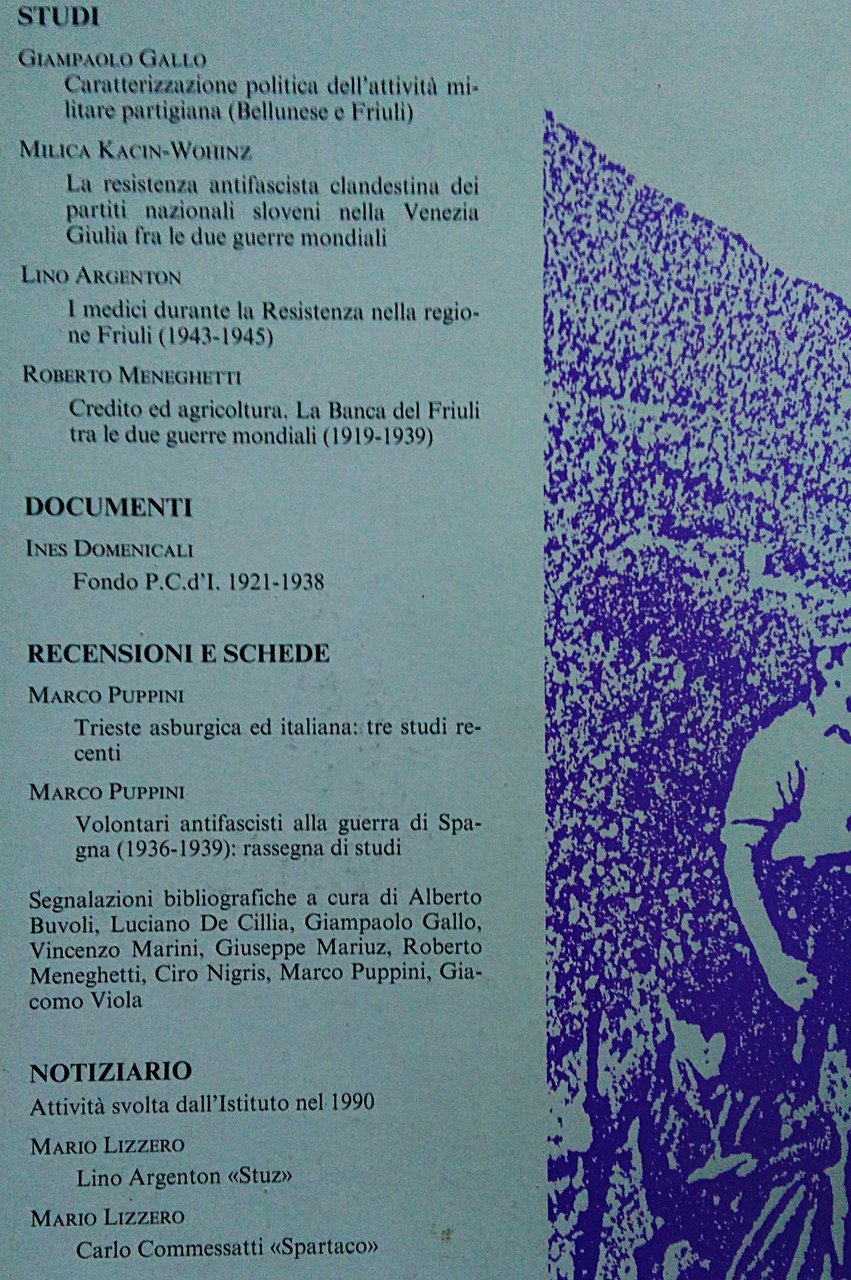 STUDI
GIAMPAOLO GALLO
Caratterizzazione politica dell'attività mi-
litare partigiana (Bellunese e Friuli)
MILICA KACIN-WOHINZ
La resistenza antifascista clandestina dei
partiti nazionali sloveni nella Venezia
Giulia fra le due guerre mondiali
LINO ARGENTON
I medici durante la Resistenza nella regio-
ne Friuli (1943-1945)
ROBERTO MENEGHETTI
Credito ed agricoltura. La Banca del Friuli
tra le due guerre mondiali (1919-1939)
DOCUMENTI
INES DOMENICALI
Fondo P.C.d'I. 1921-1938
RECENSIONI E SCHEDE
MARCO PUPPINI
Trieste asburgica ed italiana: tre studi re-
centi
MARCO PUPPINI
Volontari antifascisti alla guerra di Spa-
gna (1936-1939): rassegna di studi
Segnalazioni bibliografiche a cura di Alberto
Buvoli, Luciano De Cillia, Giampaolo Gallo,
Vincenzo Marini, Giuseppe Mariuz, Roberto
Meneghetti, Ciro Nigris, Marco Puppini, Gia-
como Viola
NOTIZIARIO
Attività svolta dall'Istituto nel 1990
MARIO LIZZERO
Lino Argenton «Stuz»
MARIO LIZZERO
Carlo Commessatti «Spartaco»